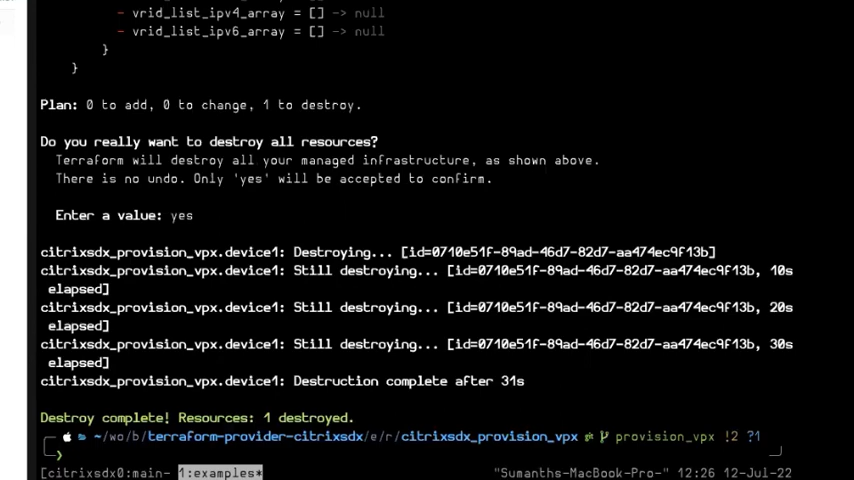 - vrid_list_ipv4_array = [] -> null
- vrid_list_ipv6_array = [] -> null
}
}
Plan: 0 to add, 0 to change, 1 to destroy.
Do you really want to destroy all resources?
Terraform will destroy all your managed infrastructure, as shown above.
There is no undo. Only 'yes' will be accepted to confirm.
Enter a value: yes
citrixsdx_provision_vpx.device1: Destroying... [id=0710e51f-89ad-46d7-82d7-aa474ec9f13b]
citrixsdx_provision_vpx.device1: Still destroying... [id=0710e51f-89ad-46d7-82d7-aa474ec9f13b, 10s
elapsed]
citrixsdx_provision_vpx.device1: Still destroying... [id=0710e51f-89ad-46d7-82d7-aa474ec9f13b, 20s
elapsed]
citrixsdx_provision_vpx.device1: Still destroying... [id=0710e51f-89ad-46d7-82d7-aa474ec9f13b, 30s
elapsed]
citrixsdx_provision_vpx.device1: Destruction complete after 31s
Destroy complete! Resources: 1 destroyed.
~/wo/b/terraform-provider-citrixsdx/e/r/citrixsdx_provision_vpx provision_vpx !2 ?1
❯
[citrixsdx0:main- 1:examples* "Sumanths-MacBook-Pro-" 12:26 12-Jul-22